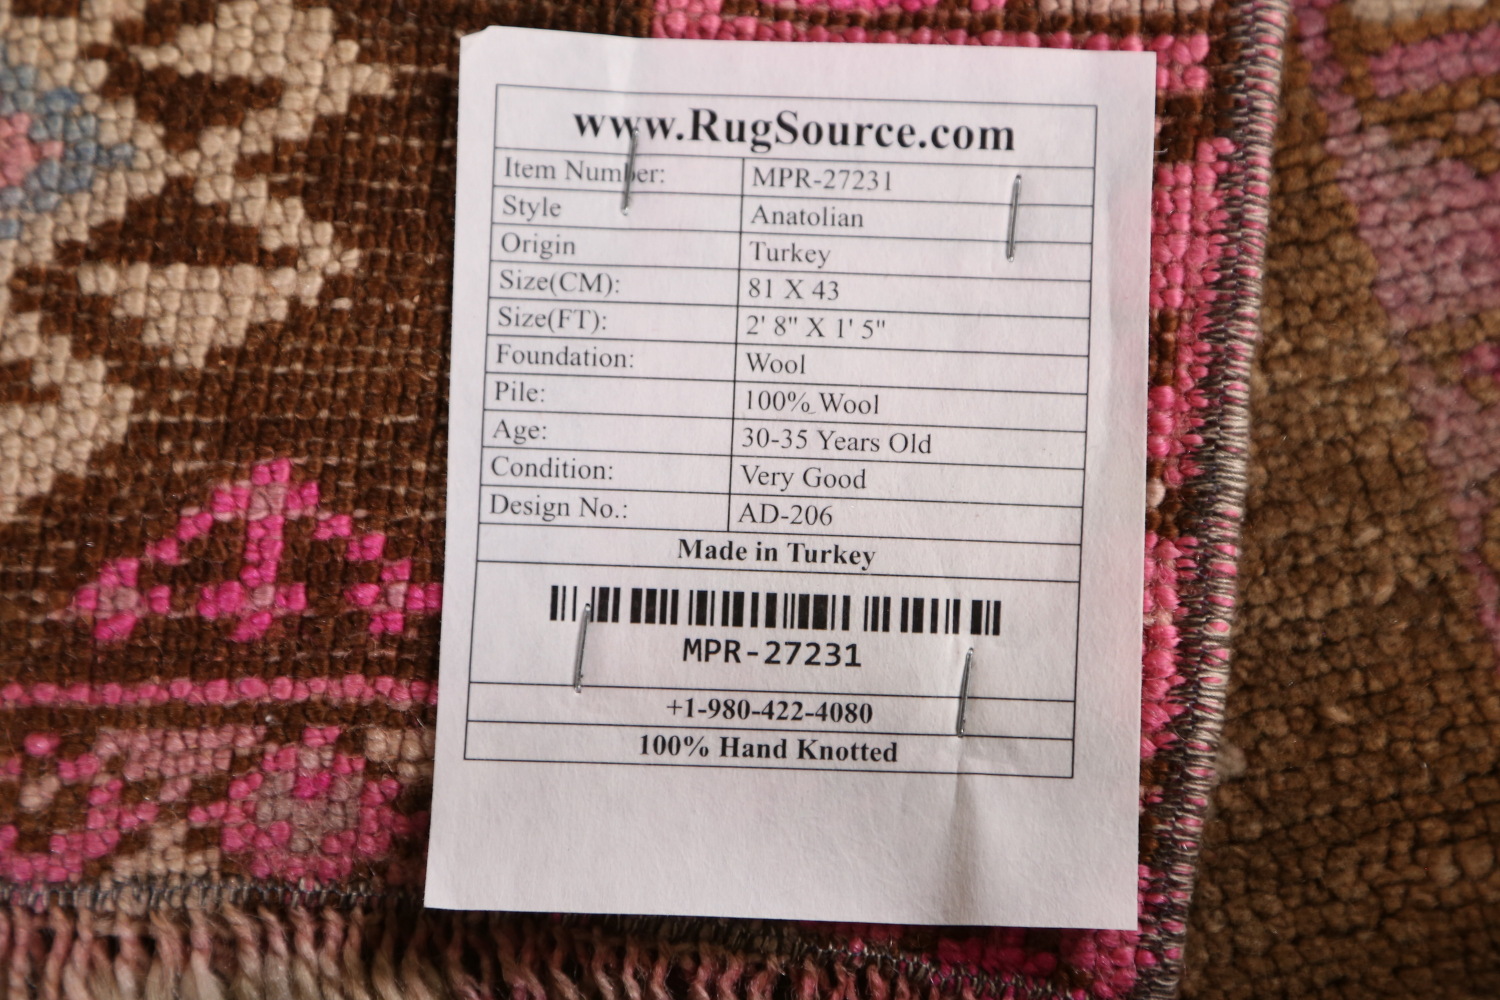 www.RugSource.com
Item Number: MPR-27231
Style Anatolian
Origin Turkey
Size(CM): 81 X 43
Size(FT): 2' 8" X 1' 5"
Foundation: Wool
Pile: 100% Wool
Age: 30-35 Years Old
Condition: Very Good
Design No.: AD-206
Made in Turkey
MPR-27231
+1-980-422-4080
100% Hand Knotted